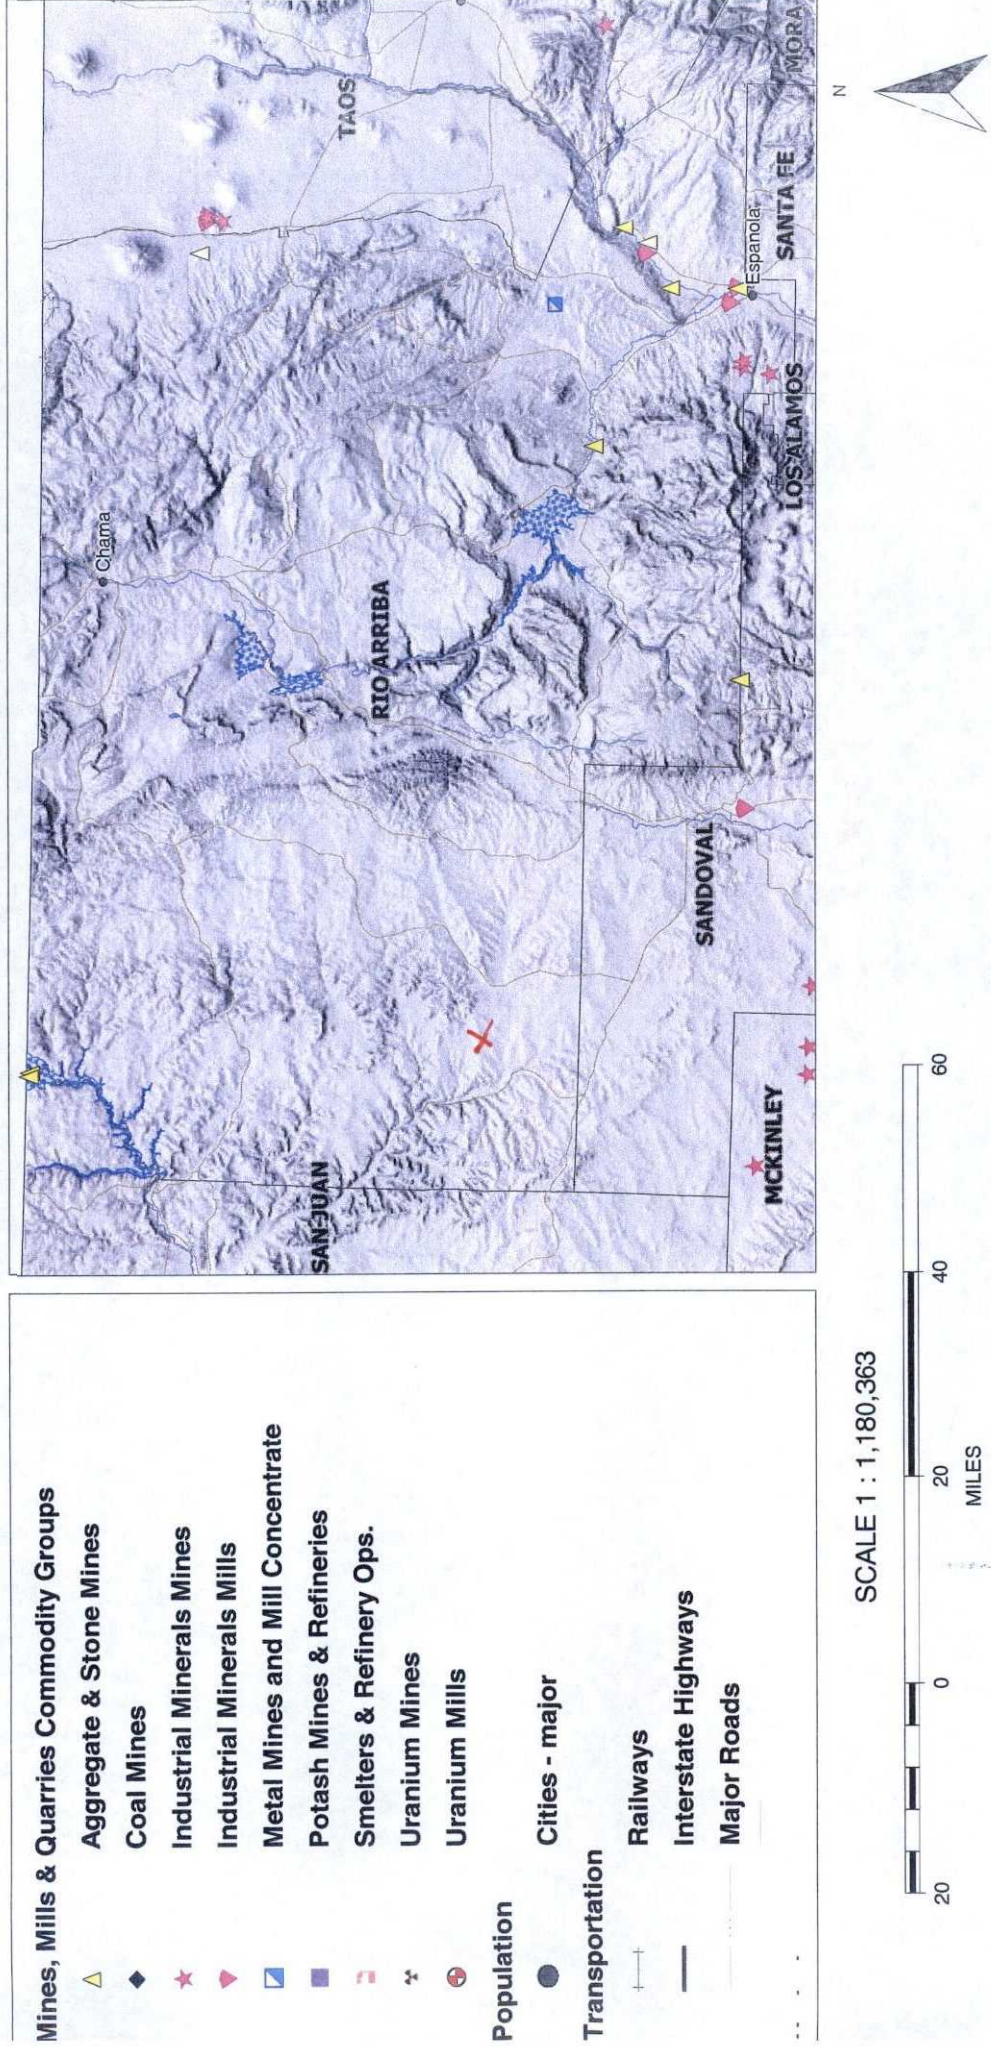 Mines, Mills & Quarries Commodity Groups
Aggregate & Stone Mines
Coal Mines
Industrial Minerals Mines
Industrial Minerals Mills
Metal Mines and Mill Concentrate
Potash Mines & Refineries
Smelters & Refinery Ops.
Uranium Mines
Uranium Mills
Population
Cities - major
Transportation
Railways
Interstate Highways
Major Roads
SAN JUAN
RIO ARRIBA
Chama
TAOS
SANDOVAL
MCKINLEY
LOS ALAMOS
Espanola
SANTA FE
MORA
SCALE 1 : 1,180,363
20 0 20 40 60
MILES
N